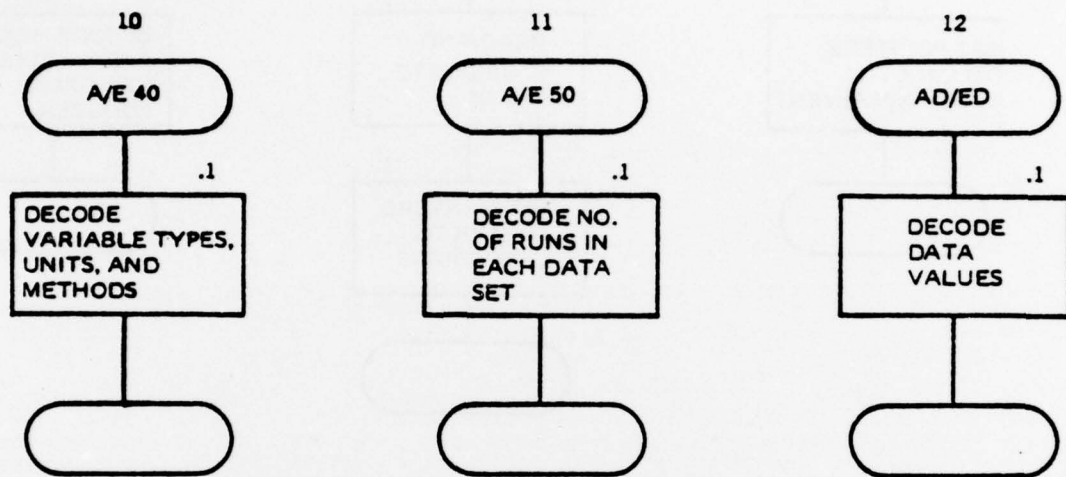 10
A/E 40
.1
DECODE
VARIABLE TYPES,
UNITS, AND
METHODS
11
A/E 50
.1
DECODE NO.
OF RUNS IN
EACH DATA
SET
12
AD/ED
.1
DECODE
DATA
VALUES